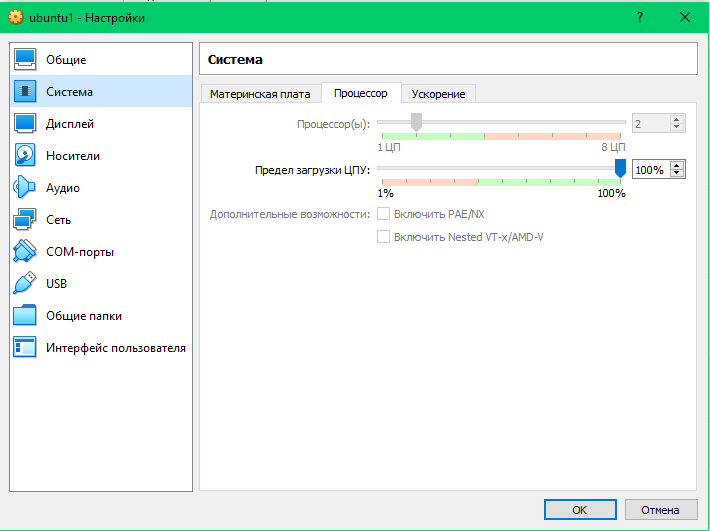 ubuntu1 - Настройки
?
Общие
Система
Дисплей
Носители
Аудио
Сеть
COM-порты
USB
Общие папки
Интерфейс пользователя
Система
Материнская плата
Процессор
Ускорение
Процессор(ы):
2
1 ЦП
8 ЦП
Предел загрузки ЦПУ:
100%
1%
100%
Дополнительные возможности:
Включить PAE/NX
Включить Nested VT-x/AMD-V
OK
Отмена